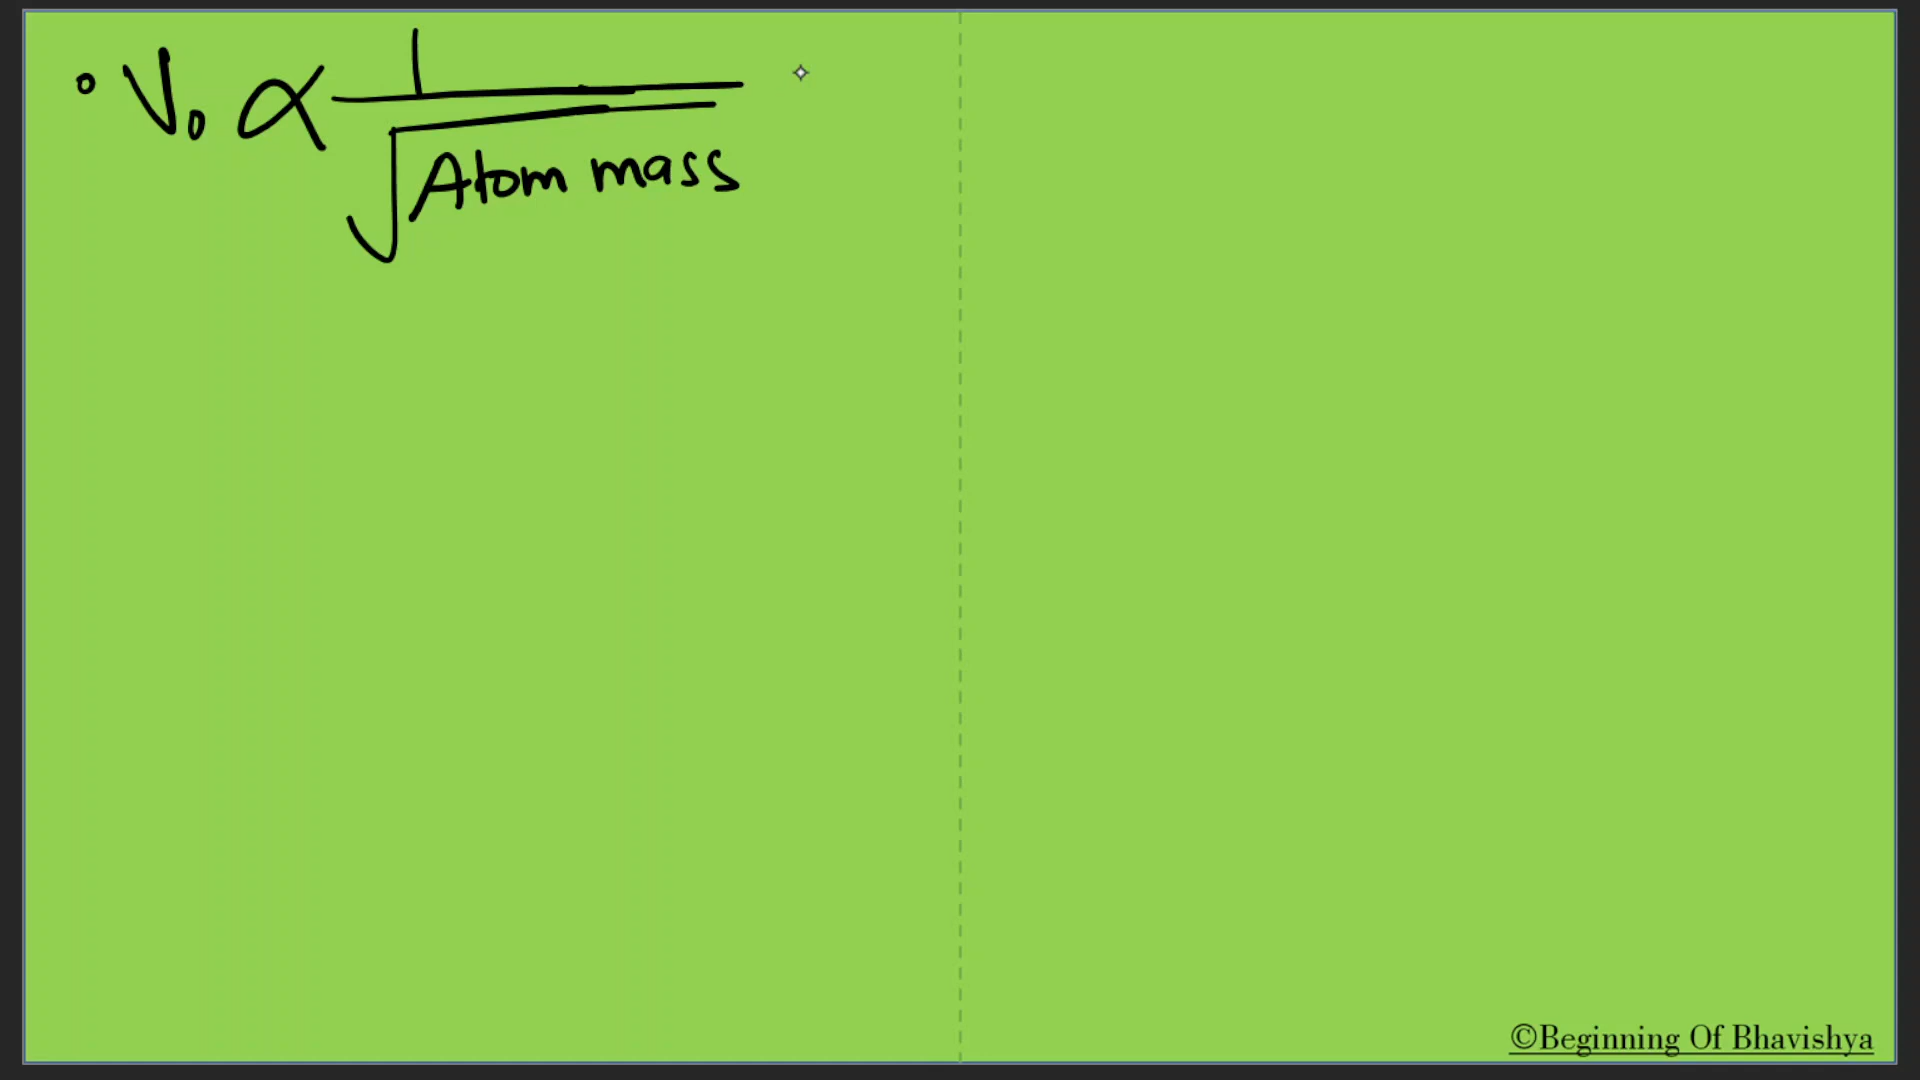 ° V₀ ∝ 1
√Atom mass
©Beginning Of Bhavishya